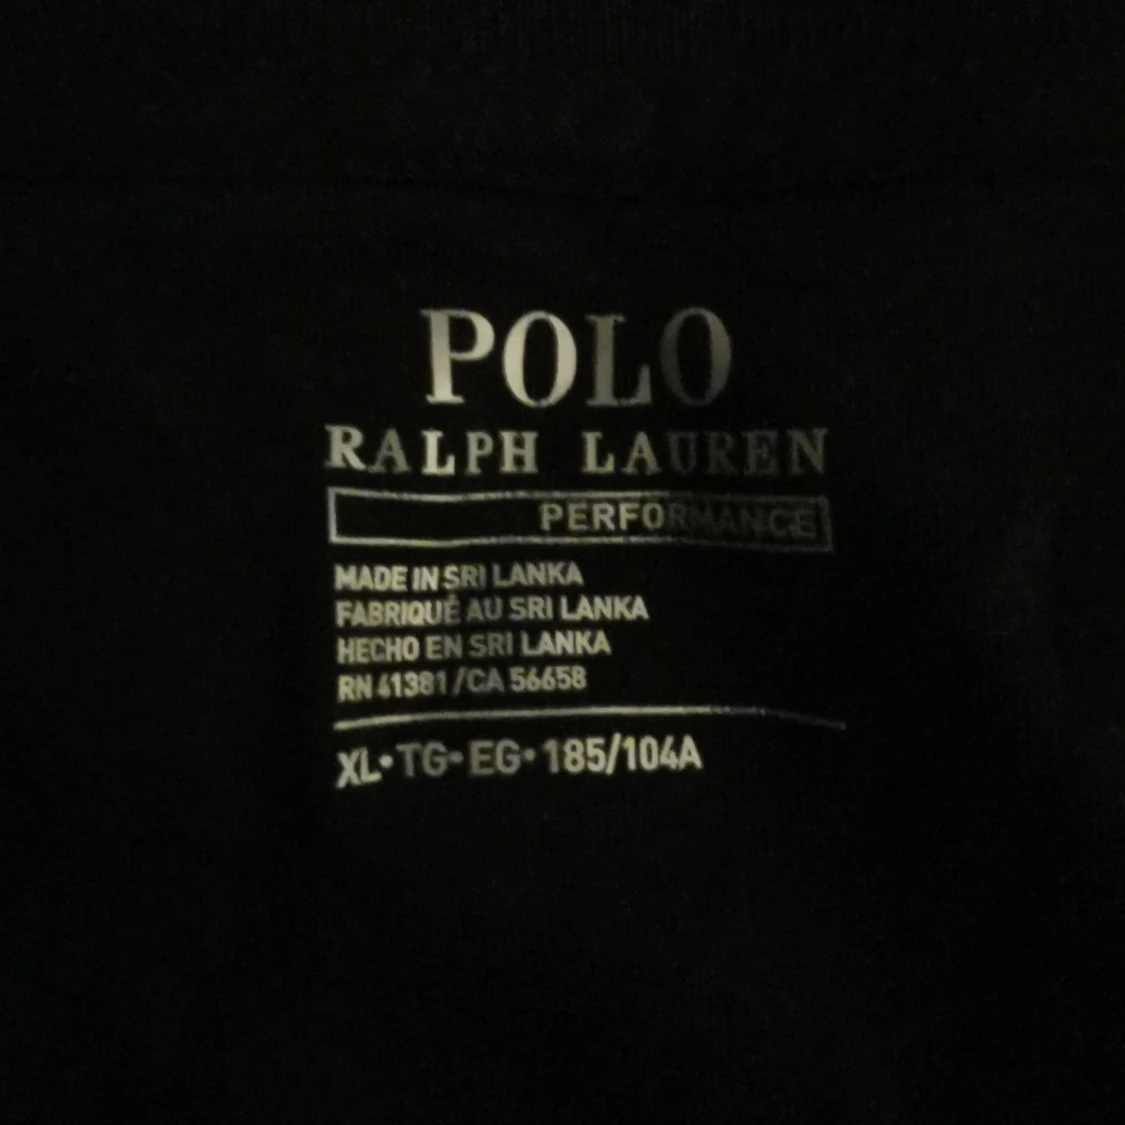 POLO
RALPH LAUREN
PERFORMANCE
MADE IN SRI LANKA
FABRIQUÉ AU SRI LANKA
HECHO EN SRI LANKA
RN 41381 / CA 56658
XL• TG• EG• 185/104A